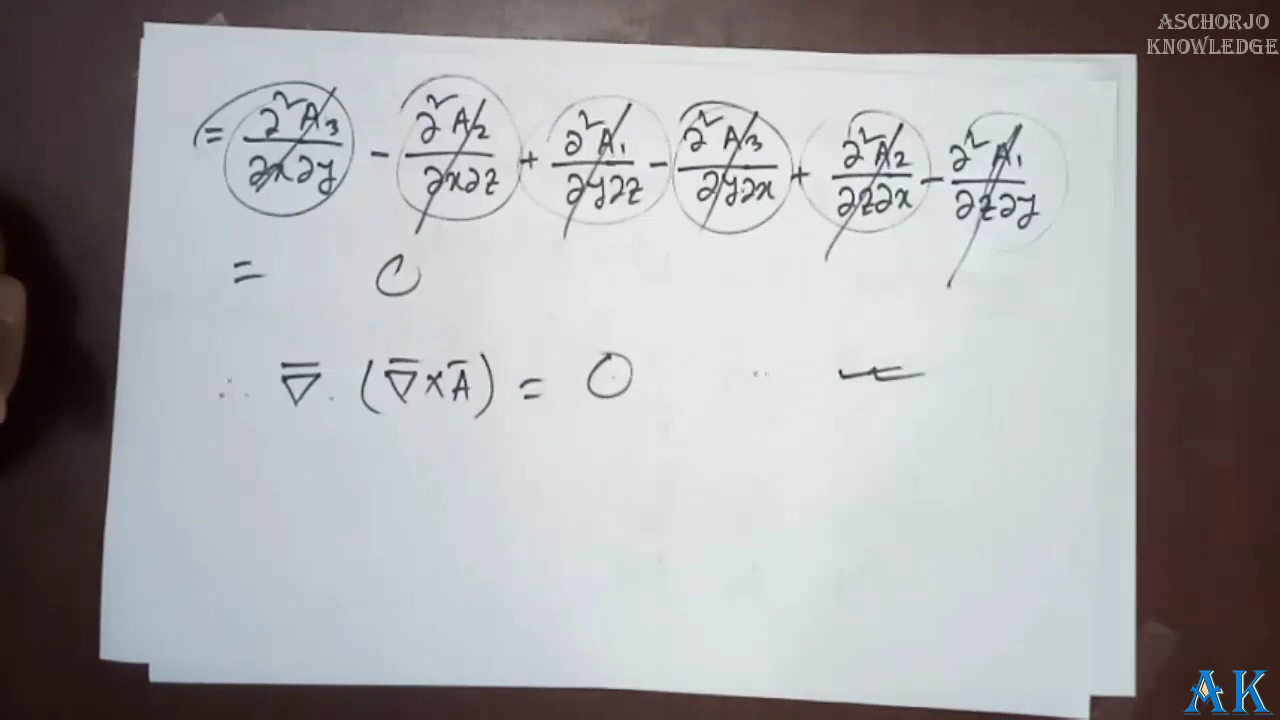 ASCHORJO
KNOWLEDGE
= ∂²A₃/∂x∂y - ∂²A₂/∂x∂z + ∂²A₁/∂y∂z - ∂²A₃/∂y∂x + ∂²A₂/∂z∂x - ∂²A₁/∂z∂y
= 0
∴ ∇̅ . (∇̅ × A̅) = 0
AK